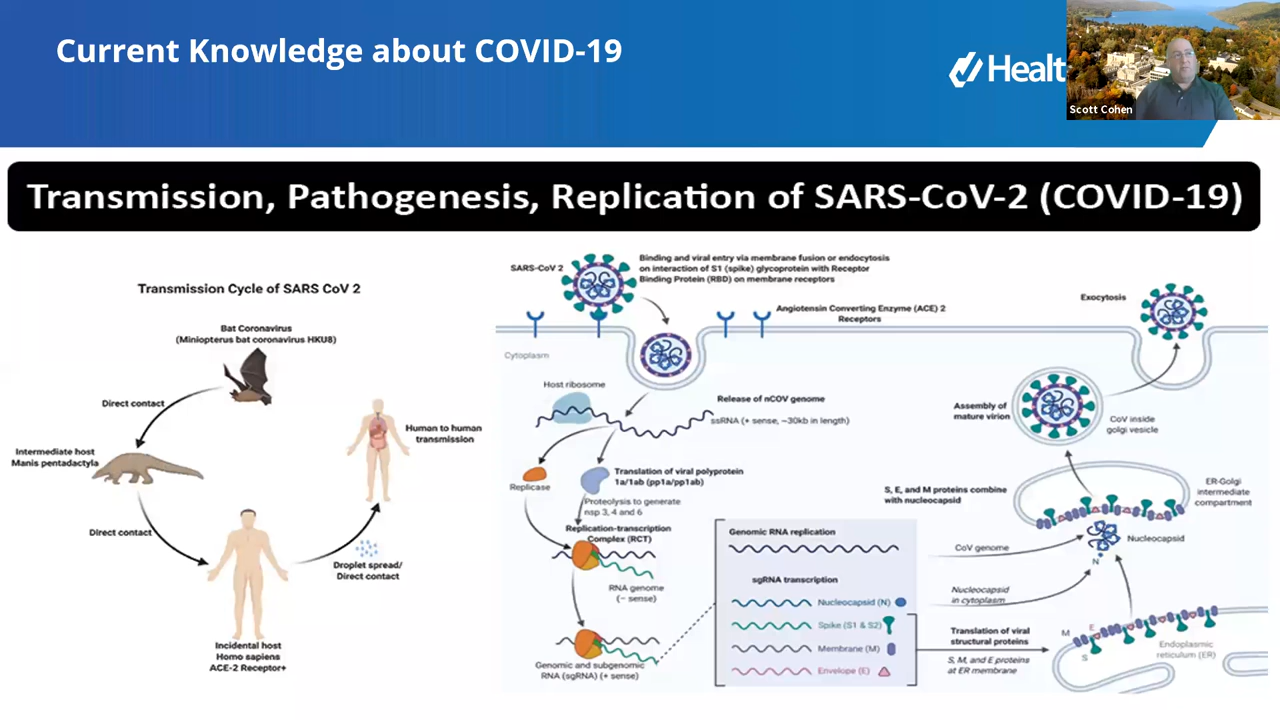 Current Knowledge about COVID-19
Healt
Scott Cohen
Transmission, Pathogenesis, Replication of SARS-CoV-2 (COVID-19)
Transmission Cycle of SARS CoV 2
Bat Coronavirus
(Miniopterus bat coronavirus HKU8)
Direct contact
Intermediate host
Manis pentadactyla
Human to human
transmission
Direct contact
Droplet spread/
Direct contact
Incidental host
Homo sapiens
ACE-2 Receptor+
SARS-CoV 2
Binding and viral entry via membrane fusion or endocytosis
on interaction of S1 (spike) glycoprotein with Receptor
Binding Protein (RBD) on membrane receptors
Angiotensin Converting Enzyme (ACE) 2
Receptors
Exocytosis
Cytoplasm
Host ribosome
Release of nCOV genome
ssRNA (+ sense, ~30kb in length)
Assembly of
mature virion
CoV inside
golgi vesicle
Replicase
Translation of viral polyprotein
1a/1ab (pp1a/pp1ab)
Proteolysis to generate
nsp 3, 4 and 6
Replication-transcription
Complex (RCT)
RNA genome
(− sense)
Genomic and subgenomic
RNA (sgRNA) (+ sense)
Genomic RNA replication
sgRNA transcription
Nucleocapsid (N)
Spike (S1 & S2)
Membrane (M)
Envelope (E)
S, E, and M proteins combine
with nucleocapsid
ER-Golgi
intermediate
compartment
CoV genome
Nucleocapsid
N
Nucleocapsid
in cytoplasm
Translation of viral
structural proteins
S, M, and E proteins
at ER membrane
M
E
S
Endoplasmic
reticulum (ER)